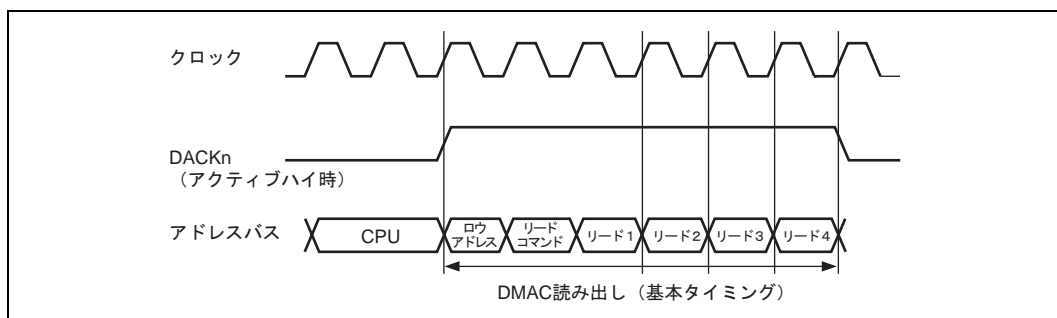 クロック
DACKn
(アクティブハイ時)
アドレスバス
CPU
ロウ
アドレス
リード
コマンド
リード1
リード2
リード3
リード4
DMAC読み出し(基本タイミング)